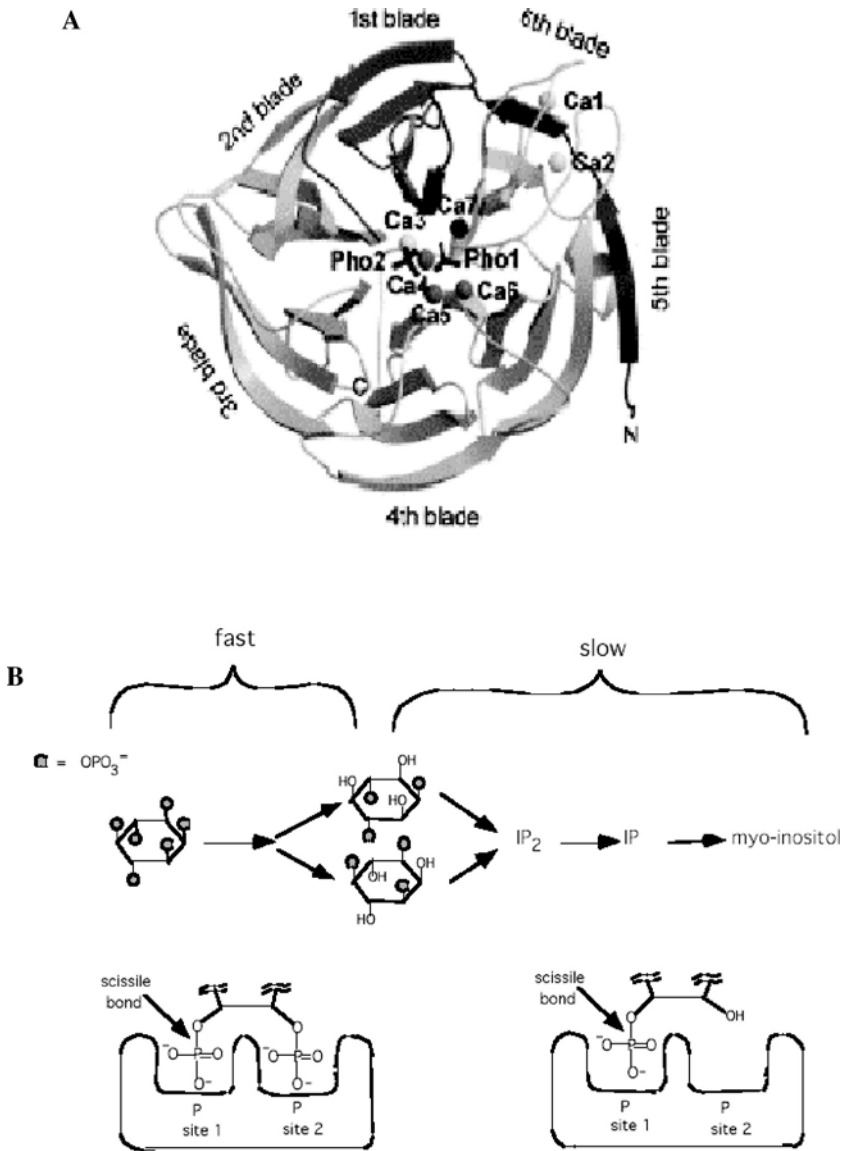 A
1st blade
6th blade
2nd blade
Ca1
Ca2
Ca7
Ca3
Pho2
Pho1
Ca4
Ca6
Ca5
5th blade
3rd blade
C
N
4th blade
fast
slow
B
= OPO3−
OH
HO
HO
IP2
IP
myo-inositol
OH
OH
HO
scissile
bond
O
O
−O P=O
−O P=O
O−
O−
P
P
site 1
site 2
scissile
bond
O
OH
−O P=O
O−
P
P
site 1
site 2